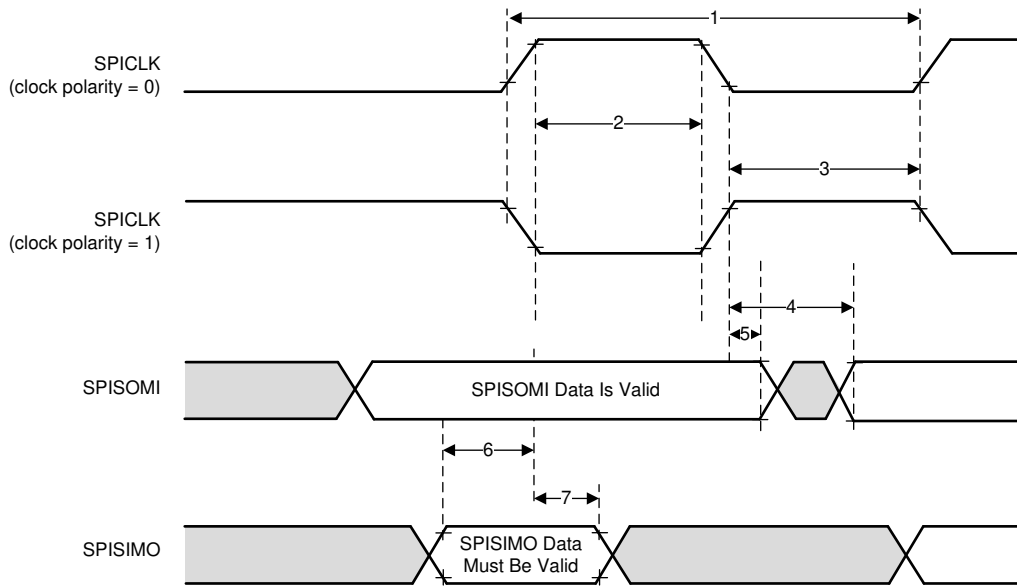 1
SPICLK
(clock polarity = 0)
2
3
SPICLK
(clock polarity = 1)
4
5
SPISOMI
SPISOMI Data Is Valid
6
7
SPISIMO
SPISIMO Data
Must Be Valid